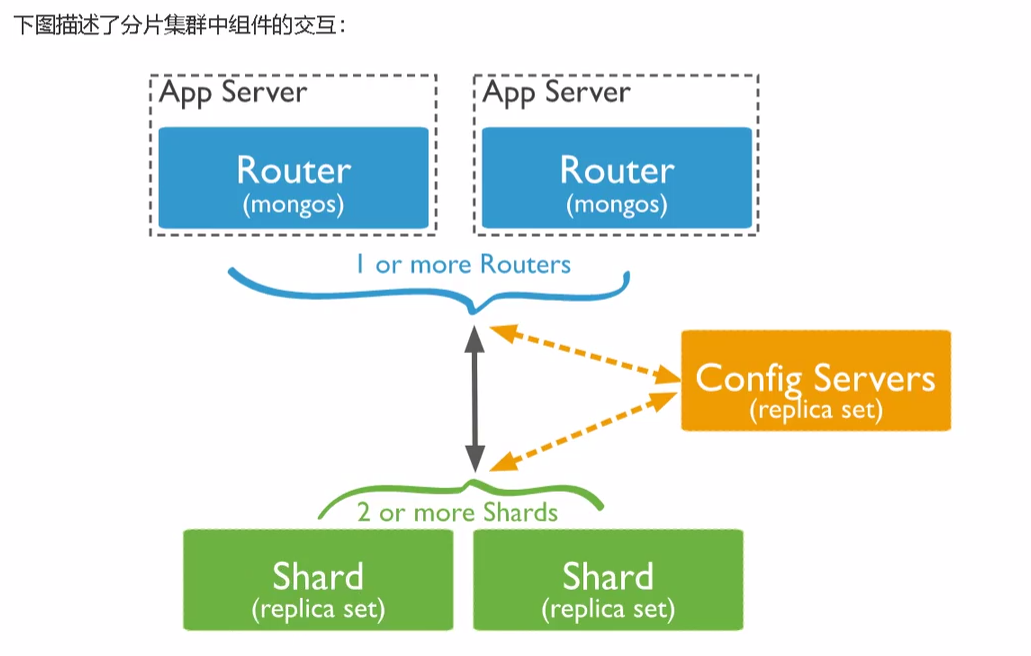 下图描述了分片集群中组件的交互：
App Server
App Server
Router
(mongos)
Router
(mongos)
1 or more Routers
Config Servers
(replica set)
2 or more Shards
Shard
(replica set)
Shard
(replica set)